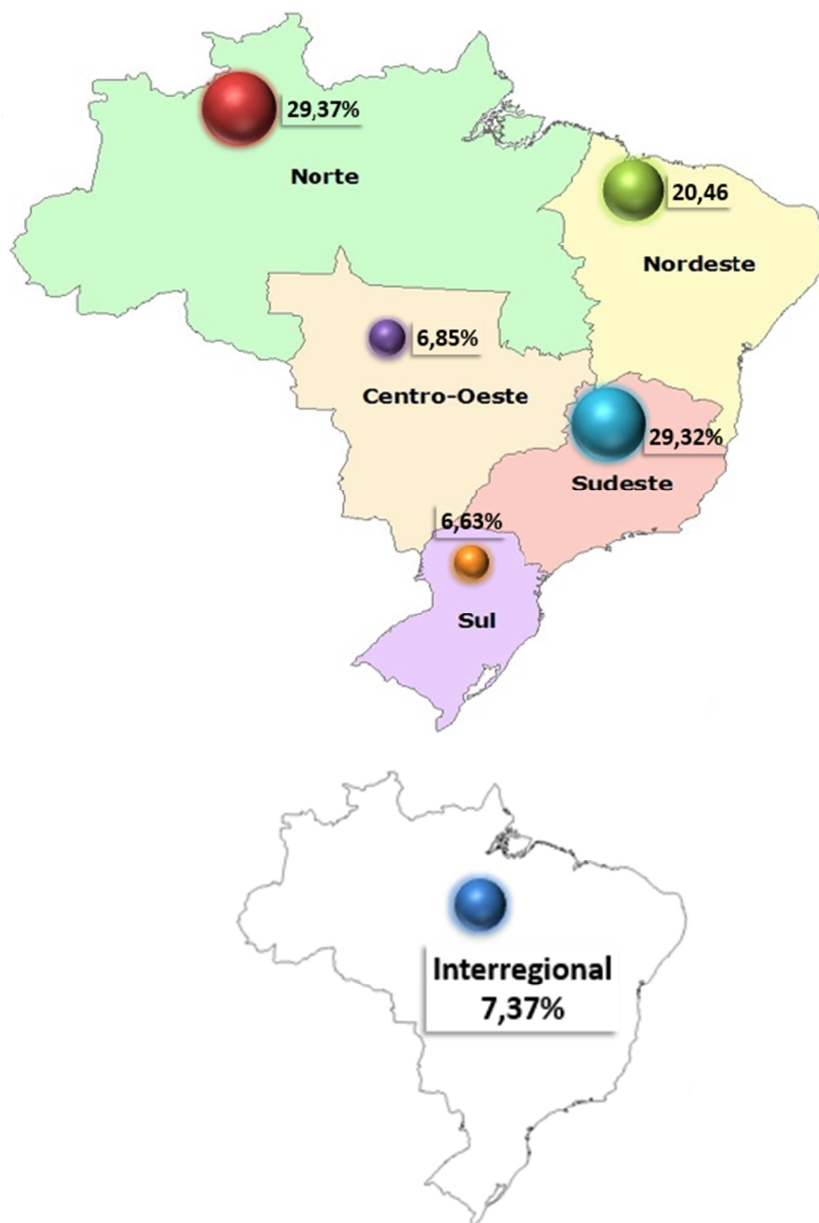 29,37%
Norte
20,46
Nordeste
6,85%
Centro-Oeste
29,32%
Sudeste
6,63%
Sul
Interregional
7,37%